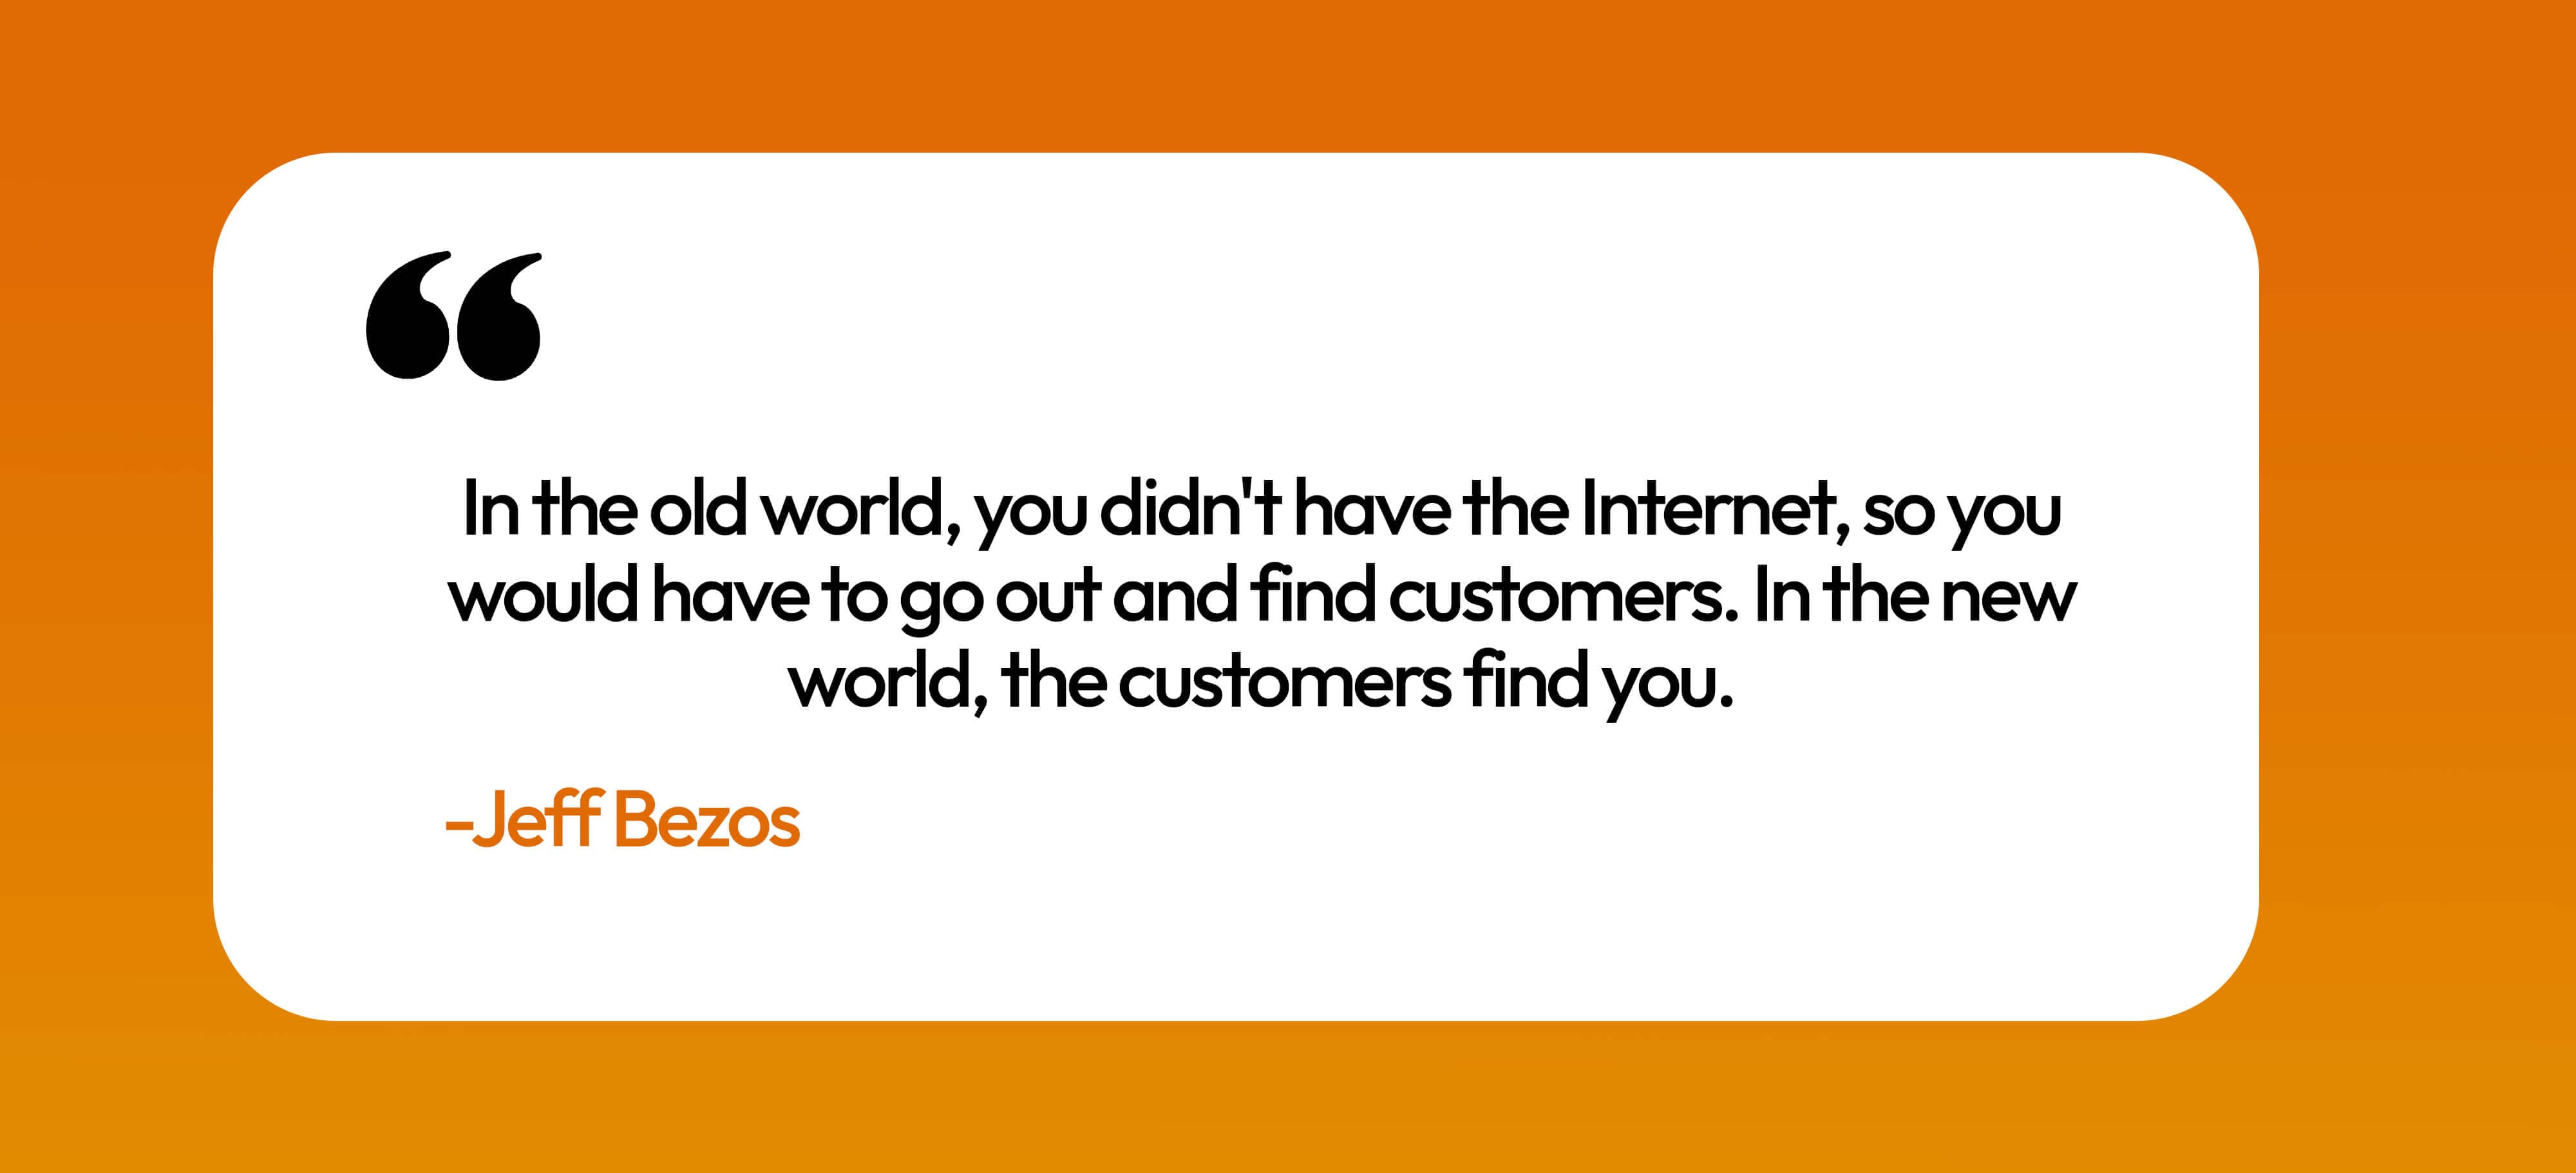 “
In the old world, you didn't have the Internet, so you
would have to go out and find customers. In the new
world, the customers find you.
-Jeff Bezos